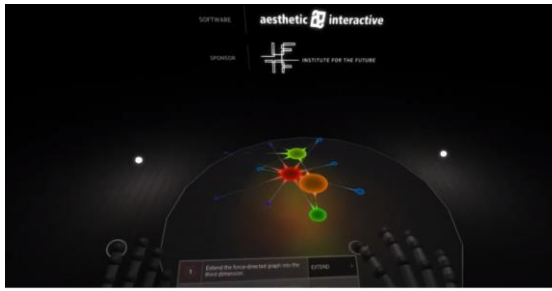 SOFTWARE aesthetic interactive
SPONSOR INSTITUTE FOR THE FUTURE
1 Extend the force-directed graph into the third dimension. EXTEND